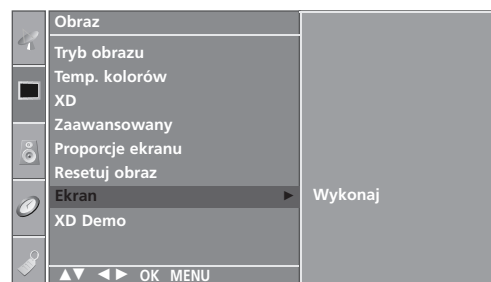 Obraz
Tryb obrazu
Temp. kolorów
XD
Zaawansowany
Proporcje ekranu
Resetuj obraz
Ekran ► Wykonaj
XD Demo
▲▼ ◄► OK MENU